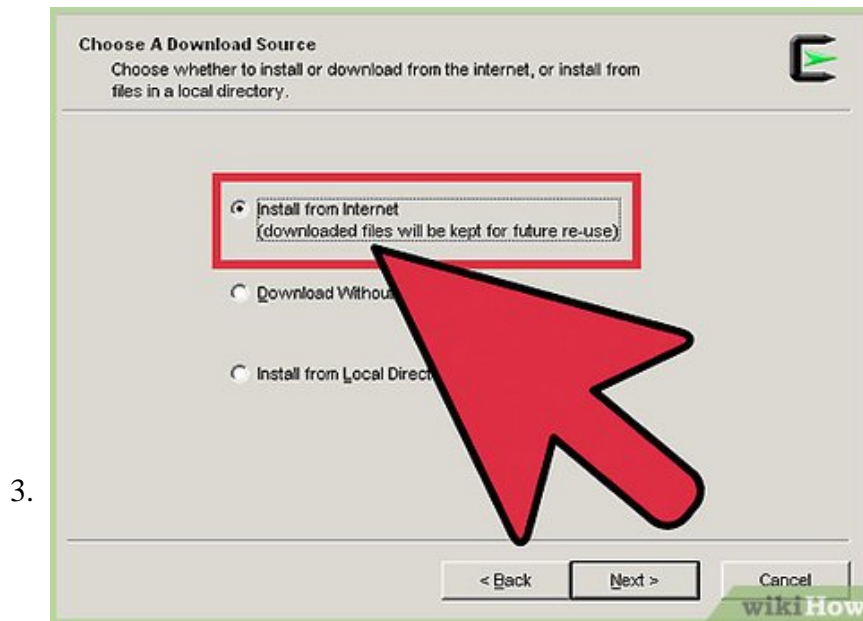 Choose A Download Source
Choose whether to install or download from the internet, or install from
files in a local directory.
Install from Internet
(downloaded files will be kept for future re-use)
Download Withou
Install from Local Direct
3.
< Back Next > Cancel
wikiHow